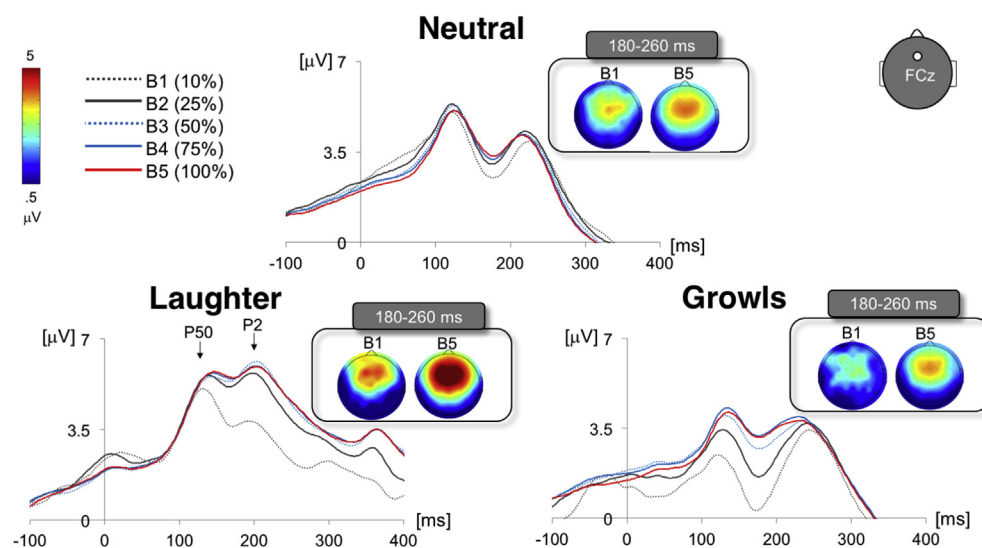 Neutral
5
.5
µV
B1 (10%)
B2 (25%)
B3 (50%)
B4 (75%)
B5 (100%)
[µV] 7
3.5
0
[ms]
-100 0 100 200 300 400
180-260 ms
B1 B5
FCz
Laughter
[µV] 7
3.5
0
[ms]
-100 0 100 200 300 400
P50 P2
180-260 ms
B1 B5
Growls
[µV] 7
3.5
0
[ms]
-100 0 100 200 300 400
180-260 ms
B1 B5